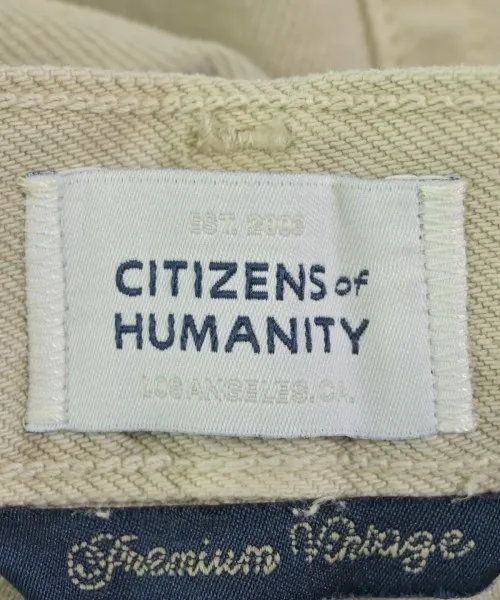 EST. 2003
CITIZENS of
HUMANITY
LOS ANGELES, CA.
Premium Vintage